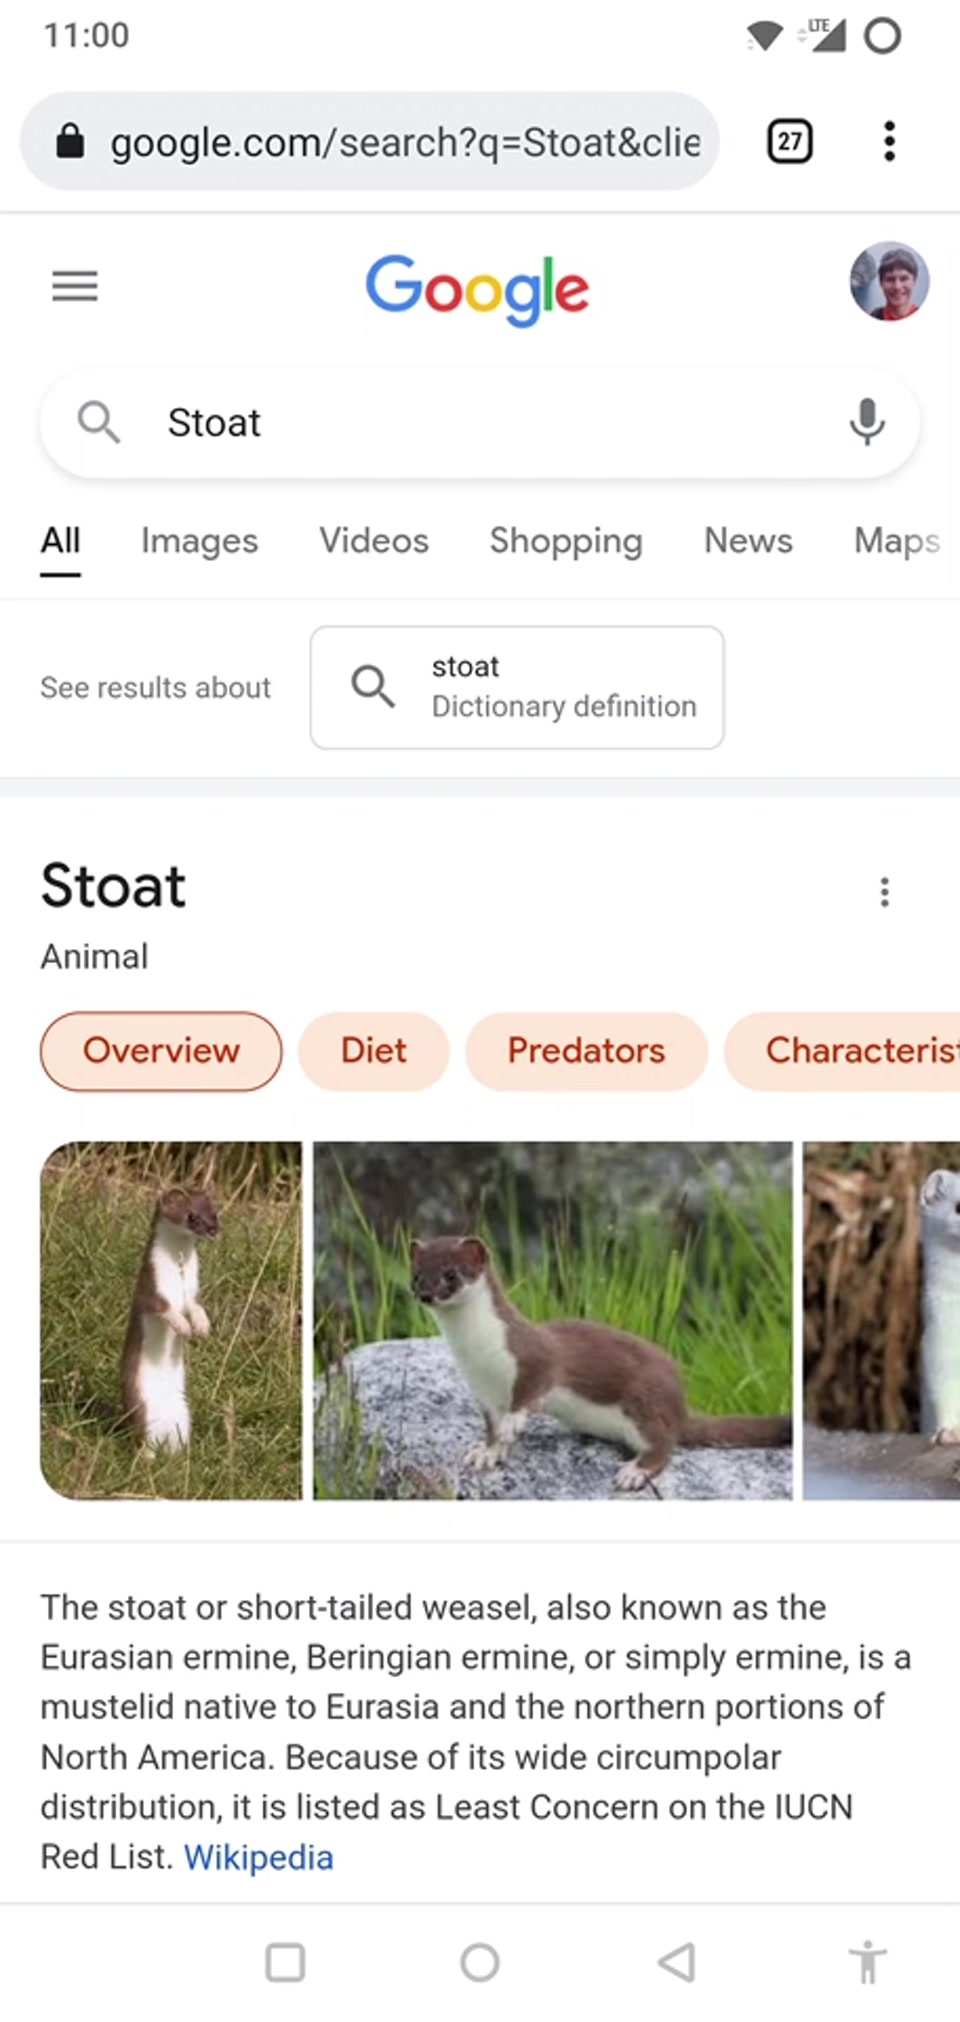 11:00
LTE
google.com/search?q=Stoat&clie
27
Google
Stoat
All Images Videos Shopping News Maps
See results about
stoat
Dictionary definition
Stoat
Animal
Overview Diet Predators Characterist
The stoat or short-tailed weasel, also known as the
Eurasian ermine, Beringian ermine, or simply ermine, is a
mustelid native to Eurasia and the northern portions of
North America. Because of its wide circumpolar
distribution, it is listed as Least Concern on the IUCN
Red List. Wikipedia